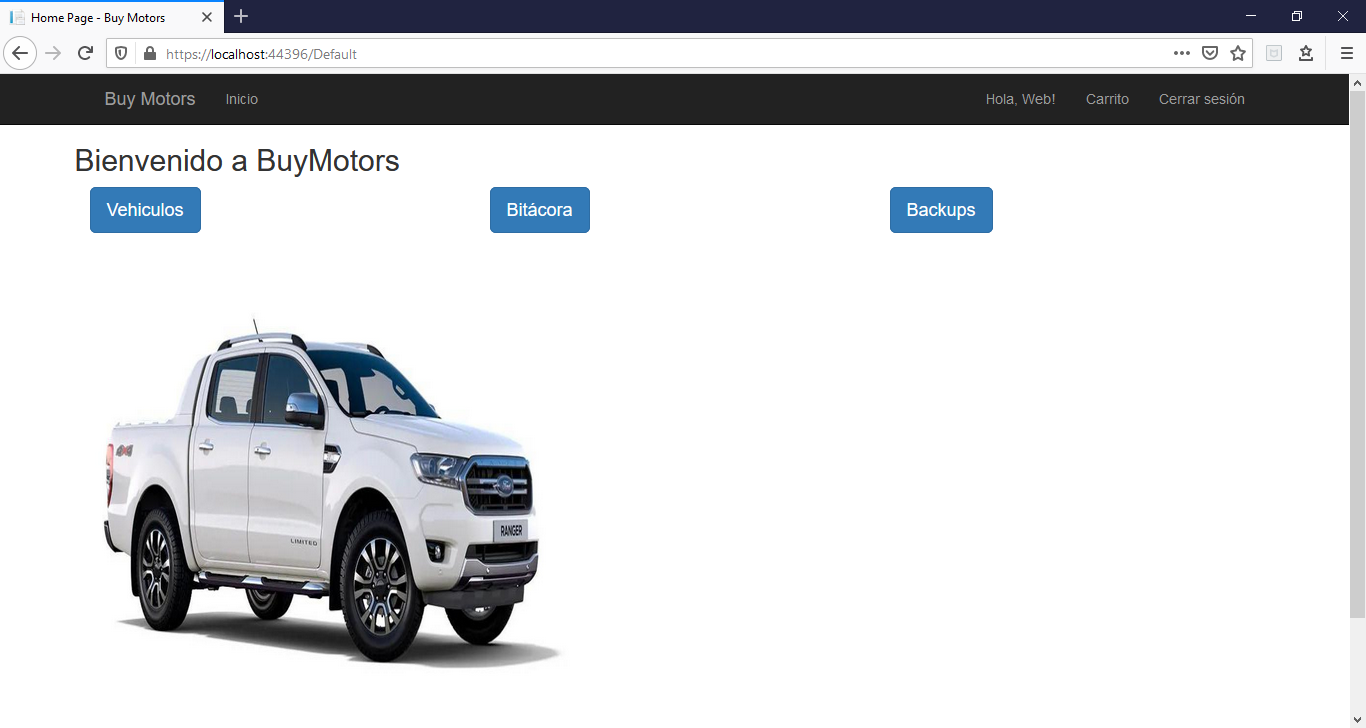 Home Page - Buy Motors
https://localhost:44396/Default
Buy Motors Inicio Hola, Web! Carrito Cerrar sesión
Bienvenido a BuyMotors
Vehiculos Bitácora Backups
4x4
RANGER
LIMITED